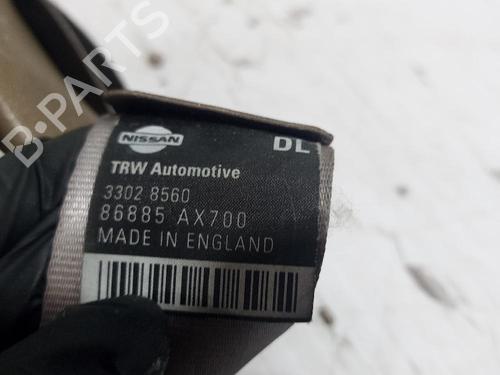 NISSAN
DL
TRW Automotive
3302 8560
86885 AX700
MADE IN ENGLAND
B-PARTS